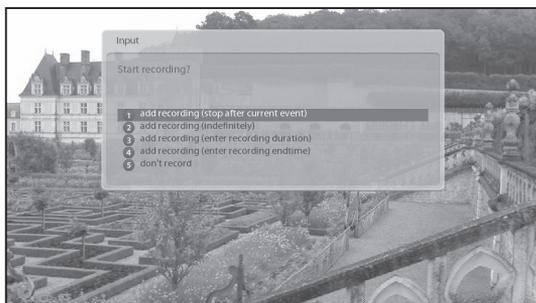 Input
Start recording?
1 add recording (stop after current event)
2 add recording (indefinitely)
3 add recording (enter recording duration)
4 add recording (enter recording endtime)
5 don't record